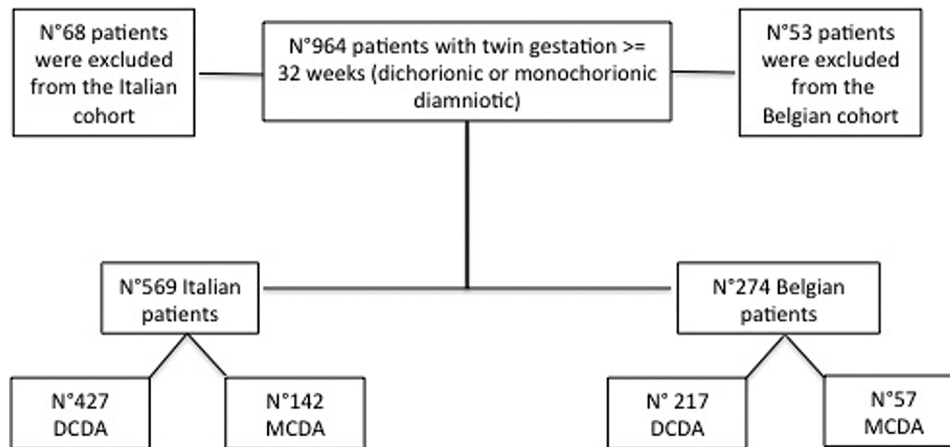 N°68 patients
were excluded
from the Italian
cohort
N°964 patients with twin gestation >=
32 weeks (dichorionic or monochorionic
diamniotic)
N°53 patients
were excluded
from the
Belgian cohort
N°569 Italian
patients
N°274 Belgian
patients
N°427
DCDA
N°142
MCDA
N° 217
DCDA
N°57
MCDA